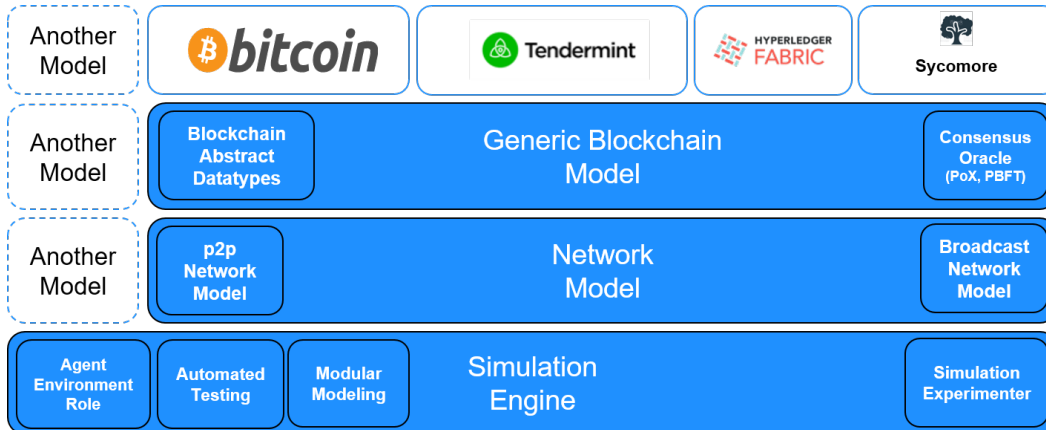 Another
Model
bitcoin
Tendermint
HYPERLEDGER
FABRIC
Sycomore
Another
Model
Blockchain
Abstract
Datatypes
Generic Blockchain
Model
Consensus
Oracle
(PoX, PBFT)
Another
Model
p2p
Network
Model
Network
Model
Broadcast
Network
Model
Agent
Environment
Role
Automated
Testing
Modular
Modeling
Simulation
Engine
Simulation
Experimenter